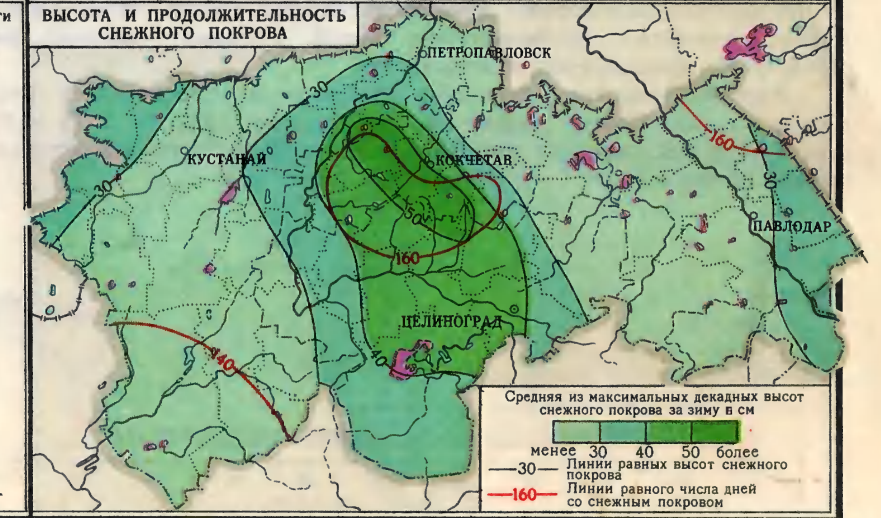 ти
ВЫСОТА И ПРОДОЛЖИТЕЛЬНОСТЬ
СНЕЖНОГО ПОКРОВА
ПЕТРОПАВЛОВСК
30
160
КУСТАНАЙ
КОКЧЕТАВ
30
30
50
ПАВЛОДАР
160
ЦЕЛИНОГРАД
140
40
Средняя из максимальных декадных высот
снежного покрова за зиму в см
менее 30 40 50 более
—30— Линии равных высот снежного
покрова
—160— Линии равного числа дней
со снежным покровом